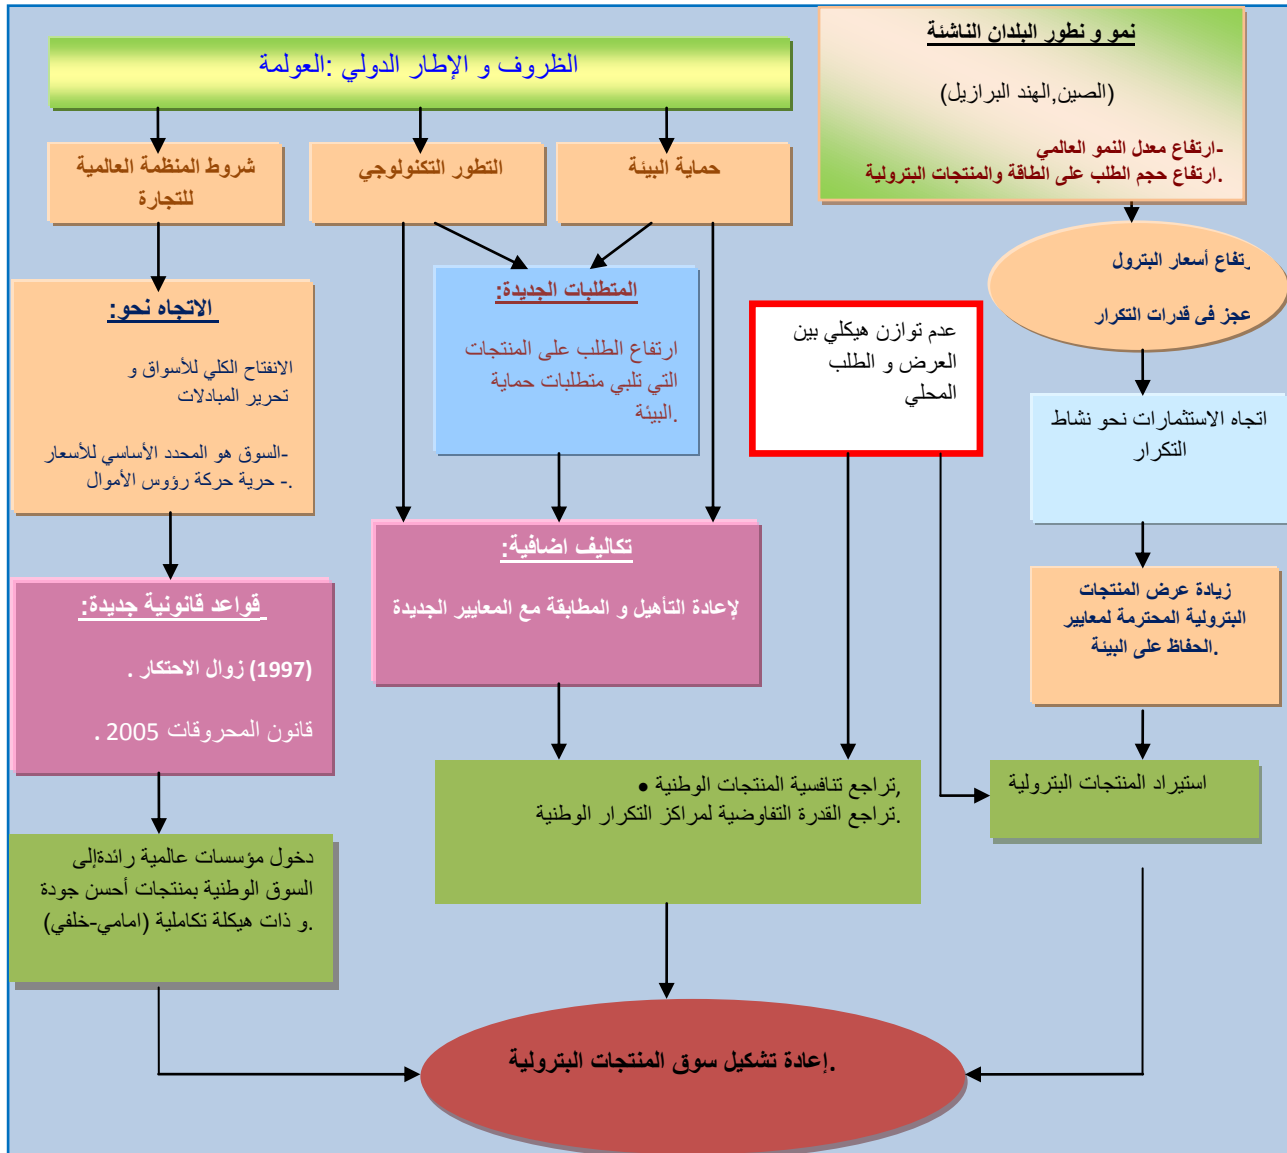 نمو و نطور البلدان الناشئة
(الصين,الهند البرازيل)
-ارتفاع معدل النمو العالمي
.ارتفاع حجم الطلب على الطاقة والمنتجات البترولية
الظروف و الإطار الدولي :العولمة
حماية البيئة
التطور التكنولوجي
شروط المنظمة العالمية
للتجارة
رتفاع أسعار البترول
عجز فى قدرات التكرار
المتطلبات الجديدة:
ارتفاع الطلب على المنتجات
التي تلبي متطلبات حماية
.البيئة
الاتجاه نحو:
الانفتاح الكلي للأسواق و
تحرير المبادلات
-السوق هو المحدد الأساسي للأسعار
.- حرية حركة رؤوس الأموال
عدم توازن هيكلي بين
العرض و الطلب
المحلي
اتجاه الاستثمارات نحو نشاط
التكرار
تكاليف اضافية:
لإعادة التأهيل و المطابقة مع المعايير الجديدة
قواعد قانونية جديدة:
(1997) زوال الاحتكار .
قانون المحروقات 2005 .
زيادة عرض المنتجات
البترولية المحترمة لمعايير
.الحفاظ على البيئة
استيراد المنتجات البترولية
• تراجع تنافسية المنتجات الوطنية,
.تراجع القدرة التفاوضية لمراكز التكرار الوطنية
دخول مؤسسات عالمية رائدةإلى
السوق الوطنية بمنتجات أحسن جودة
.و ذات هيكلة تكاملية (امامي-خلفي)
.إعادة تشكيل سوق المنتجات البترولية